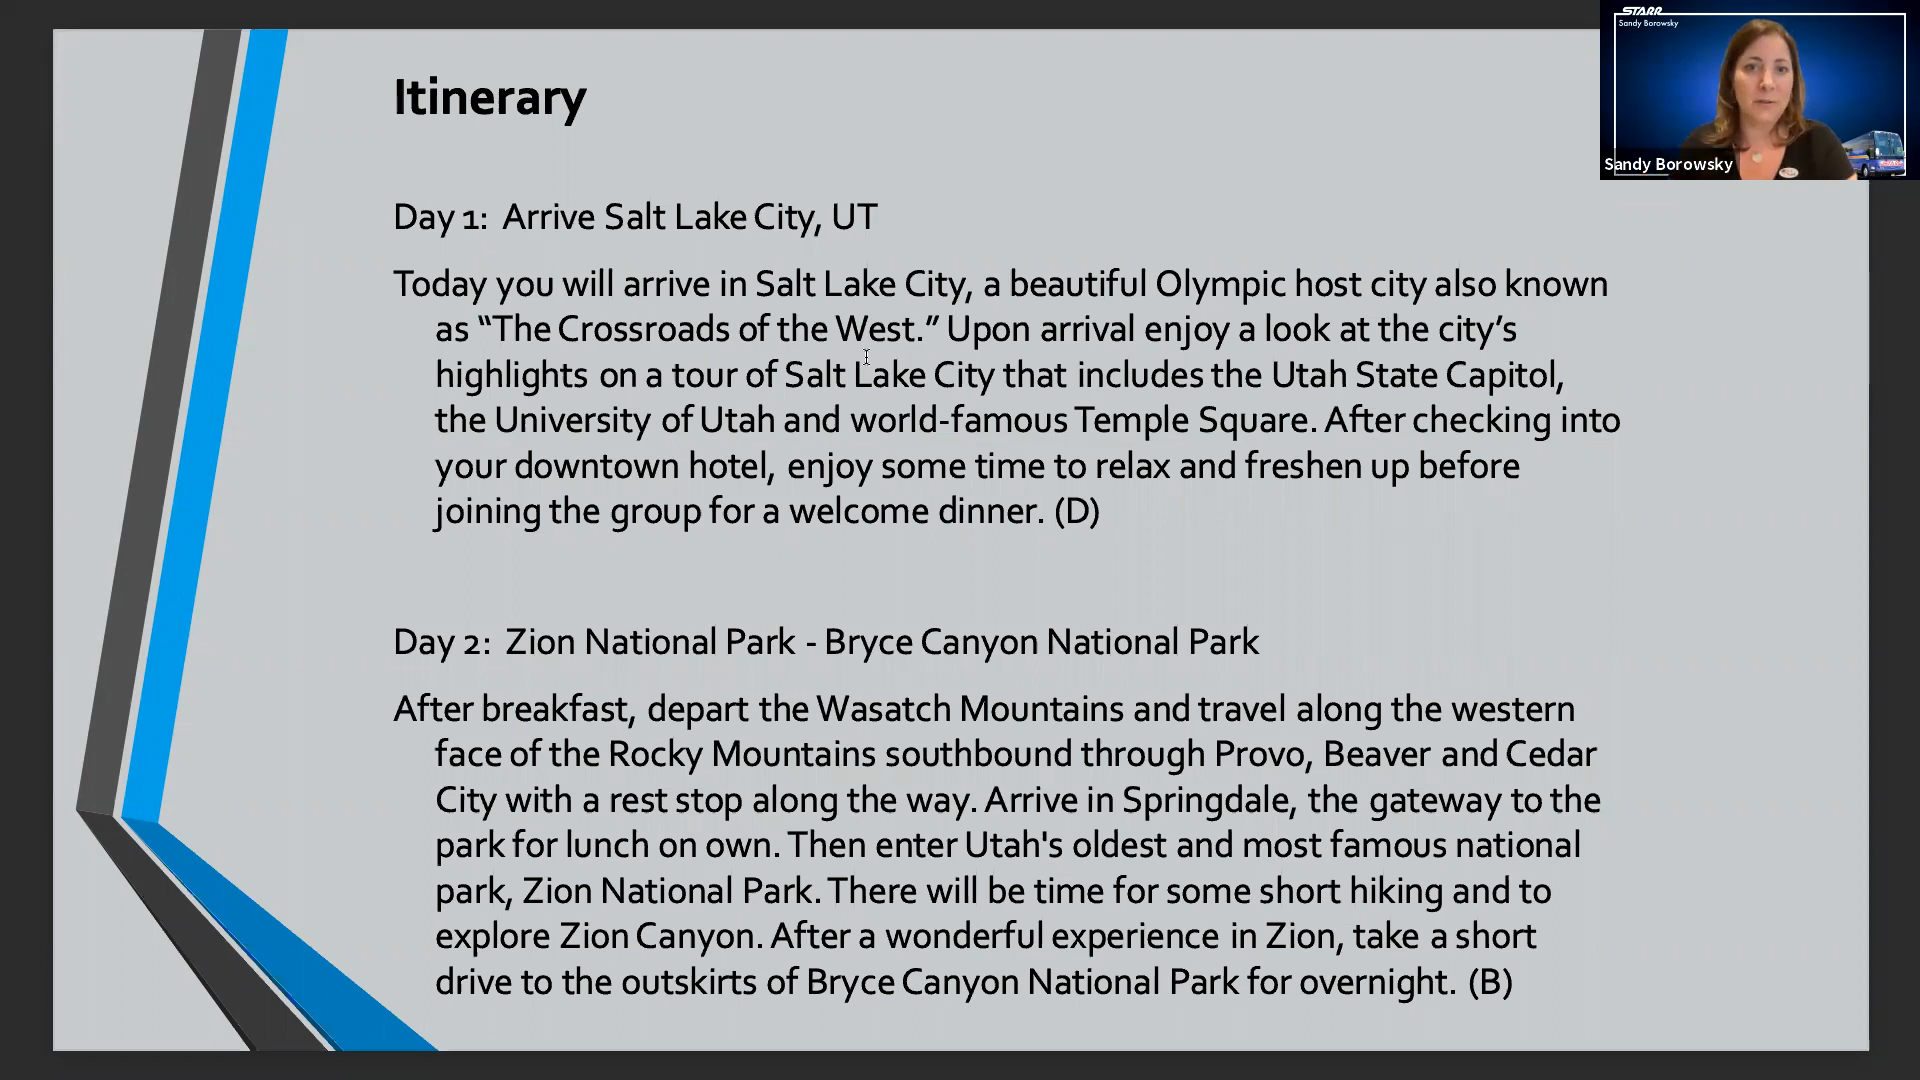 Itinerary
STARR
Sandy Borowsky
Sandy Borowsky
Day 1: Arrive Salt Lake City, UT
Today you will arrive in Salt Lake City, a beautiful Olympic host city also known
as “The Crossroads of the West.” Upon arrival enjoy a look at the city’s
highlights on a tour of Salt Lake City that includes the Utah State Capitol,
the University of Utah and world-famous Temple Square. After checking into
your downtown hotel, enjoy some time to relax and freshen up before
joining the group for a welcome dinner. (D)
Day 2: Zion National Park - Bryce Canyon National Park
After breakfast, depart the Wasatch Mountains and travel along the western
face of the Rocky Mountains southbound through Provo, Beaver and Cedar
City with a rest stop along the way. Arrive in Springdale, the gateway to the
park for lunch on own. Then enter Utah's oldest and most famous national
park, Zion National Park. There will be time for some short hiking and to
explore Zion Canyon. After a wonderful experience in Zion, take a short
drive to the outskirts of Bryce Canyon National Park for overnight. (B)